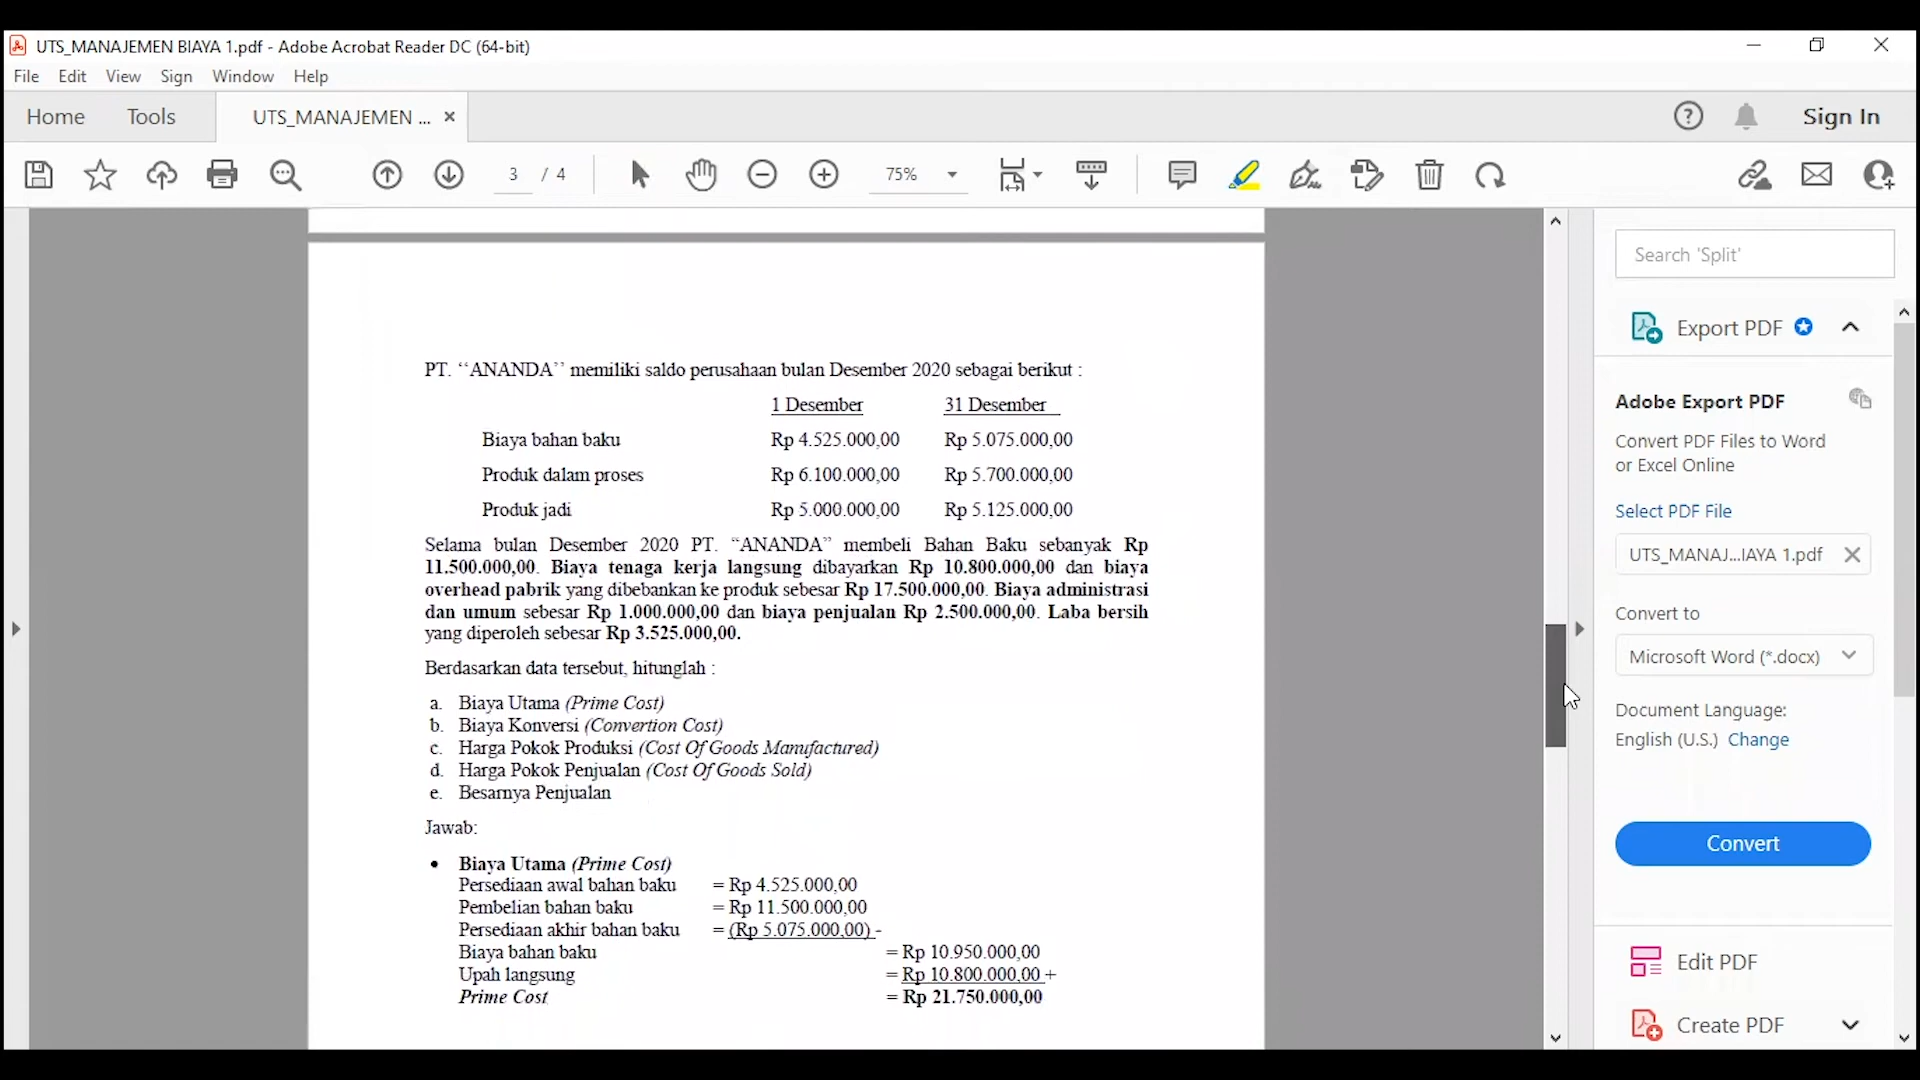 UTS_MANAJEMEN BIAYA 1.pdf - Adobe Acrobat Reader DC (64-bit)
File Edit View Sign Window Help
Home Tools UTS_MANAJEMEN ... × Sign In
3 / 4 75%
Search 'Split'
Export PDF
Adobe Export PDF
Convert PDF Files to Word
or Excel Online
Select PDF File
UTS_MANAJ...IAYA 1.pdf
Convert to
Microsoft Word (*.docx)
Document Language:
English (U.S.) Change
Convert
Edit PDF
Create PDF
PT. ‘‘ANANDA’’ memiliki saldo perusahaan bulan Desember 2020 sebagai berikut :
1 Desember 31 Desember
Biaya bahan baku Rp 4.525.000,00 Rp 5.075.000,00
Produk dalam proses Rp 6.100.000,00 Rp 5.700.000,00
Produk jadi Rp 5.000.000,00 Rp 5.125.000,00
Selama bulan Desember 2020 PT. “ANANDA” membeli Bahan Baku sebanyak Rp
11.500.000,00. Biaya tenaga kerja langsung dibayarkan Rp 10.800.000,00 dan biaya
overhead pabrik yang dibebankan ke produk sebesar Rp 17.500.000,00. Biaya administrasi
dan umum sebesar Rp 1.000.000,00 dan biaya penjualan Rp 2.500.000,00. Laba bersih
yang diperoleh sebesar Rp 3.525.000,00.
Berdasarkan data tersebut, hitunglah :
a. Biaya Utama (Prime Cost)
b. Biaya Konversi (Convertion Cost)
c. Harga Pokok Produksi (Cost Of Goods Manufactured)
d. Harga Pokok Penjualan (Cost Of Goods Sold)
e. Besarnya Penjualan
Jawab:
• Biaya Utama (Prime Cost)
Persediaan awal bahan baku = Rp 4.525.000,00
Pembelian bahan baku = Rp 11.500.000,00
Persediaan akhir bahan baku = (Rp 5.075.000,00) -
Biaya bahan baku = Rp 10.950.000,00
Upah langsung = Rp 10.800.000,00 +
Prime Cost = Rp 21.750.000,00